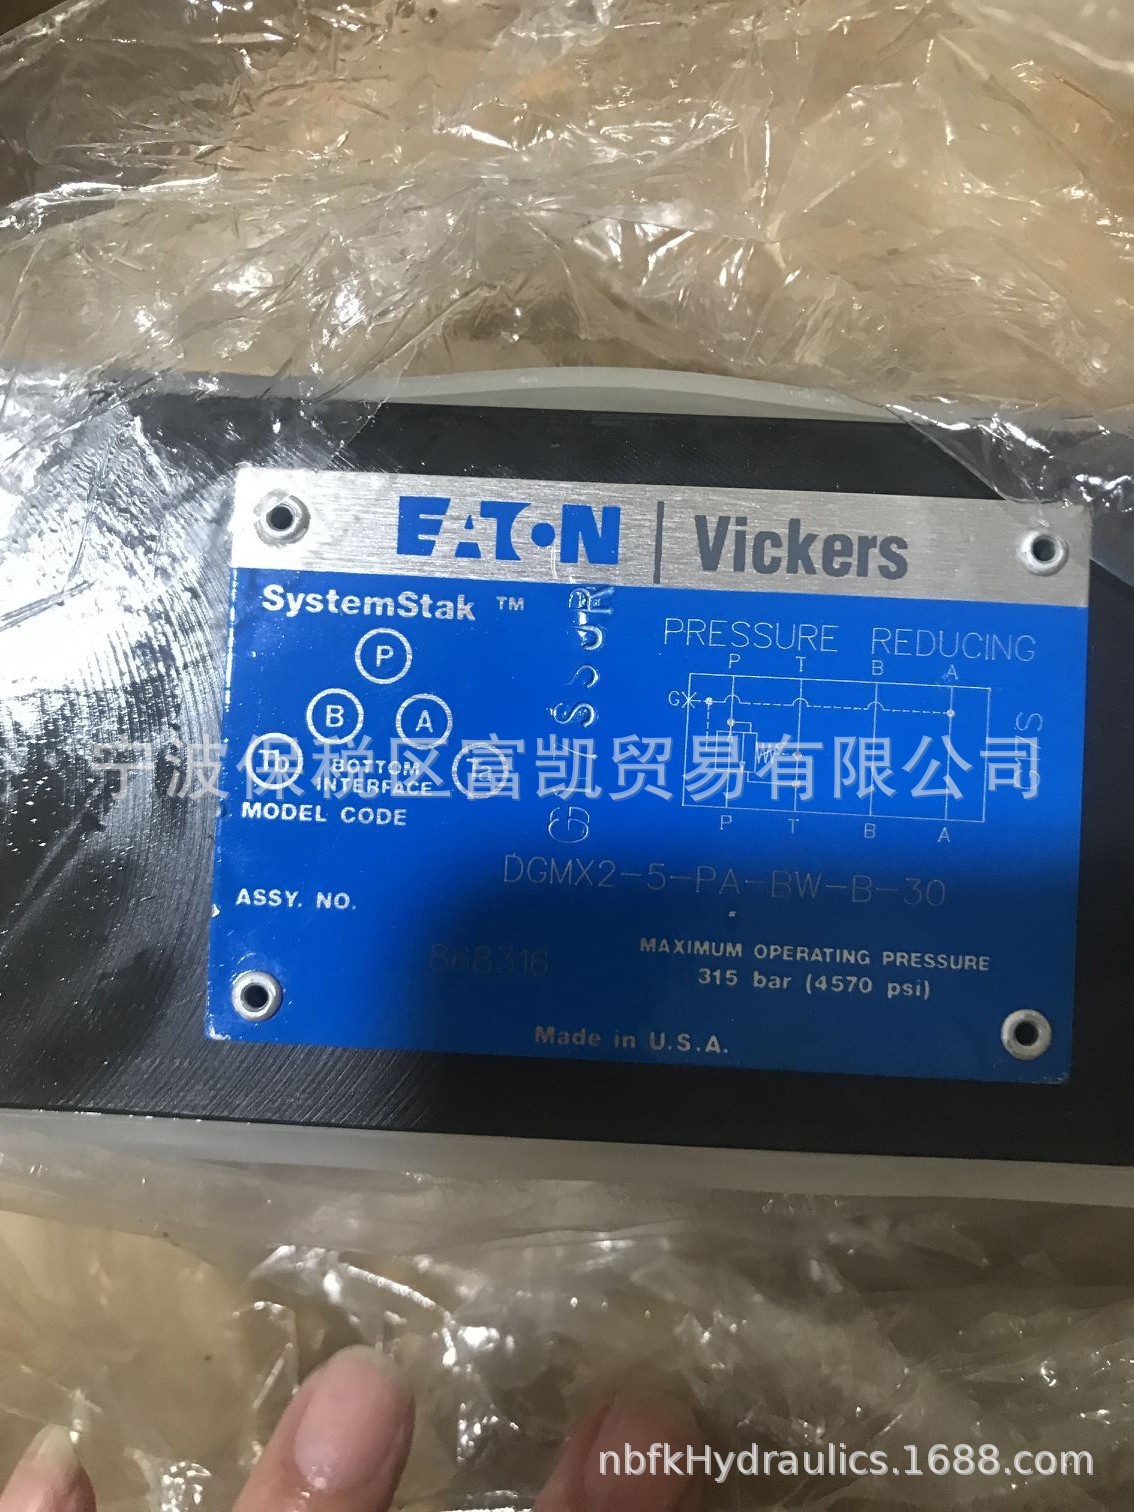 EATON | Vickers
SystemStak ™
PRESSURE REDUCING
P T B A
P
G
B A
Tb Ta
BOTTOM
INTERFACE
MODEL CODE
P T B A
DGMX2-5-PA-BW-B-30
ASSY. NO.
868316
MAXIMUM OPERATING PRESSURE
315 bar (4570 psi)
Made in U.S.A.
宁波保税区富凯贸易有限公司
nbfkHydraulics.1688.com